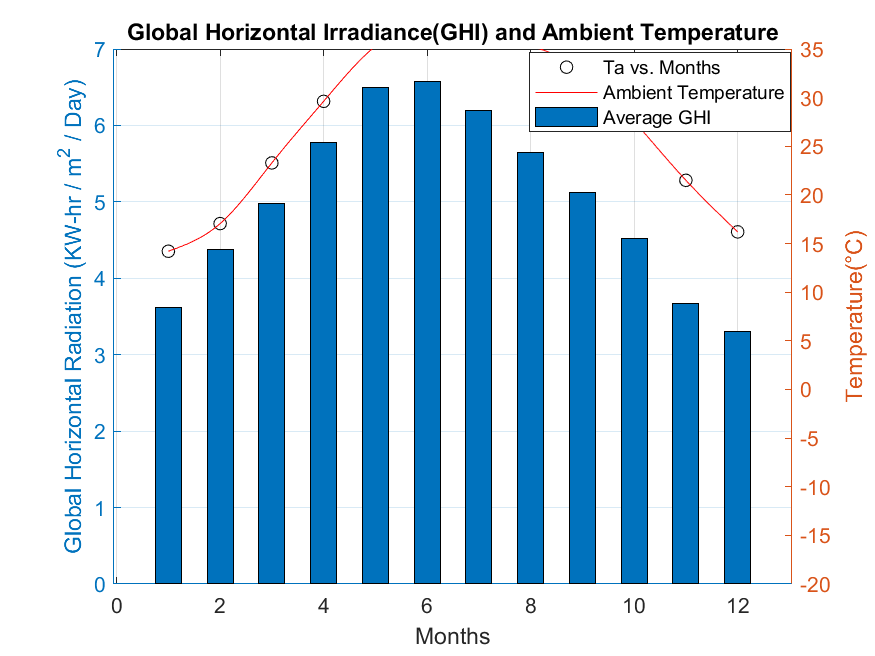 Global Horizontal Irradiance(GHI) and Ambient Temperature
Ta vs. Months
Ambient Temperature
Average GHI
Global Horizontal Radiation (KW-hr / m² / Day)
7
6
5
4
3
2
1
0
35
30
25
20
15
10
5
0
-5
-10
-15
-20
Temperature(°C)
0 2 4 6 8 10 12
Months